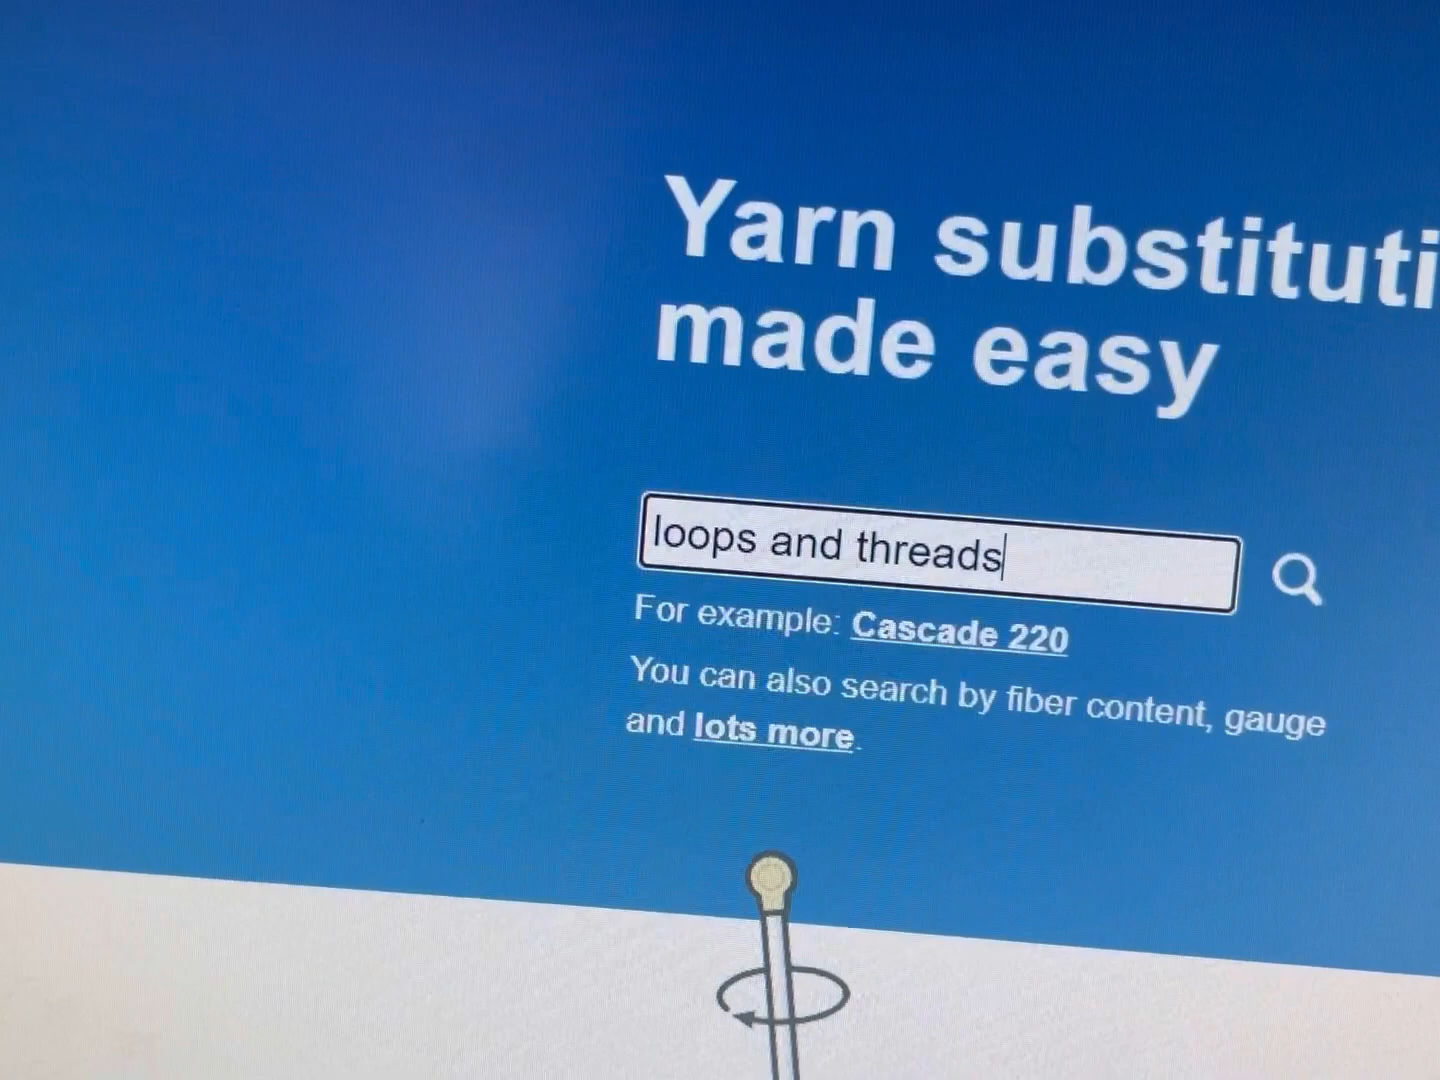 Yarn substituti
made easy
loops and threads
For example: Cascade 220
You can also search by fiber content, gauge
and lots more.